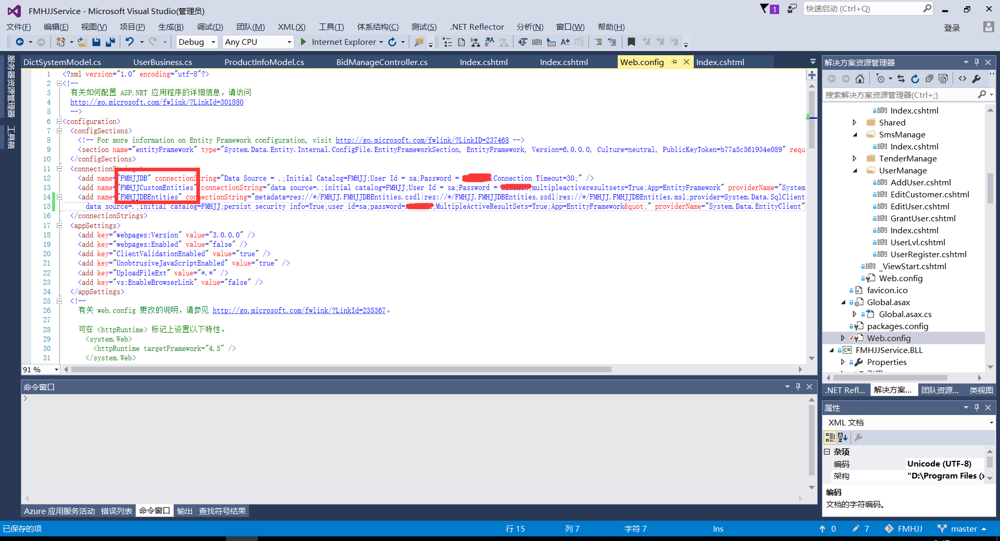 FMHJJService - Microsoft Visual Studio(管理员)
1
快速启动 (Ctrl+Q)
文件(F) 编辑(E) 视图(V) 项目(P) 生成(B) 调试(D) 团队(M) XML(X) 工具(T) 体系结构(C) 测试(S) .NET Reflector 分析(N) 窗口(W) 帮助(H)
登录
Debug Any CPU Internet Explorer
服务器资源管理器
工具箱
DictSystemModel.cs UserBusiness.cs ProductInfoModel.cs BidManageController.cs Index.cshtml Index.cshtml Web.config Index.cshtml
1 <?xml version="1.0" encoding="utf-8"?>
2 <!--
3 有关如何配置 ASP.NET 应用程序的详细信息，请访问
4 http://go.microsoft.com/fwlink/?LinkId=301880
5 -->
6 <configuration>
7 <configSections>
8 <!-- For more information on Entity Framework configuration, visit http://go.microsoft.com/fwlink/?LinkID=237468 -->
9 <section name="entityFramework" type="System.Data.Entity.Internal.ConfigFile.EntityFrameworkSection, EntityFramework, Version=6.0.0.0, Culture=neutral, PublicKeyToken=b77a5c561934e089" requ
10 </configSections>
11 <connectionStrings>
12 <add name="FMHJJDB" connectionString="Data Source = .;Initial Catalog=FMHJJ;User Id = sa;Password = ;Connection Timeout=30;" />
13 <add name="FMHJJCustomEntities" connectionString="data source=.;initial catalog=FMHJJ;User Id = sa;Password = ;multipleactiveresultsets=True;App=EntityFramework" providerName="System
14 <add name="FMHJJDBEntities" connectionString="metadata=res://*/FMHJJ.FMHJJDBEntities.csdl|res://*/FMHJJ.FMHJJDBEntities.ssdl|res://*/FMHJJ.FMHJJDBEntities.msl;provider=System.Data.SqlClient
15 data source=.;initial catalog=FMHJJ;persist security info=True;user id=sa;password= ;MultipleActiveResultSets=True;App=EntityFramework&quot;" providerName="System.Data.EntityClient"
16 </connectionStrings>
17 <appSettings>
18 <add key="webpages:Version" value="3.0.0.0" />
19 <add key="webpages:Enabled" value="false" />
20 <add key="ClientValidationEnabled" value="true" />
21 <add key="UnobtrusiveJavaScriptEnabled" value="true" />
22 <add key="UploadFileExt" value="*.*" />
23 <add key="vs:EnableBrowserLink" value="false" />
24 </appSettings>
25 <!--
26 有关 web.config 更改的说明，请参见 http://go.microsoft.com/fwlink/?LinkId=235367。
27
28 可在 <httpRuntime> 标记上设置以下特性。
29 <system.Web>
30 <httpRuntime targetFramework="4.5" />
31 </system.Web>
91 %
命令窗口
>
Azure 应用服务活动 错误列表 命令窗口 输出 查找符号结果
解决方案资源管理器
搜索解决方案资源管理器(Ctrl+;)
Index.cshtml
Shared
SmsManage
Index.cshtml
TenderManage
UserManage
AddUser.cshtml
EditCustomer.cshtml
EditUser.cshtml
GrantUser.cshtml
Index.cshtml
UserLvl.cshtml
UserRegister.cshtml
_ViewStart.cshtml
Web.config
favicon.ico
Global.asax
Global.asax.cs
packages.config
Web.config
FMHJJService.BLL
Properties
.NET Refl... 解决方案... 团队资源... 类视图
属性
XML 文档
杂项
编码 Unicode (UTF-8)
架构 "D:\Program Files (x
编码
文档的字符编码。
已保存的项 行 15 列 7 字符 7 Ins 0 7 FMHJJ master